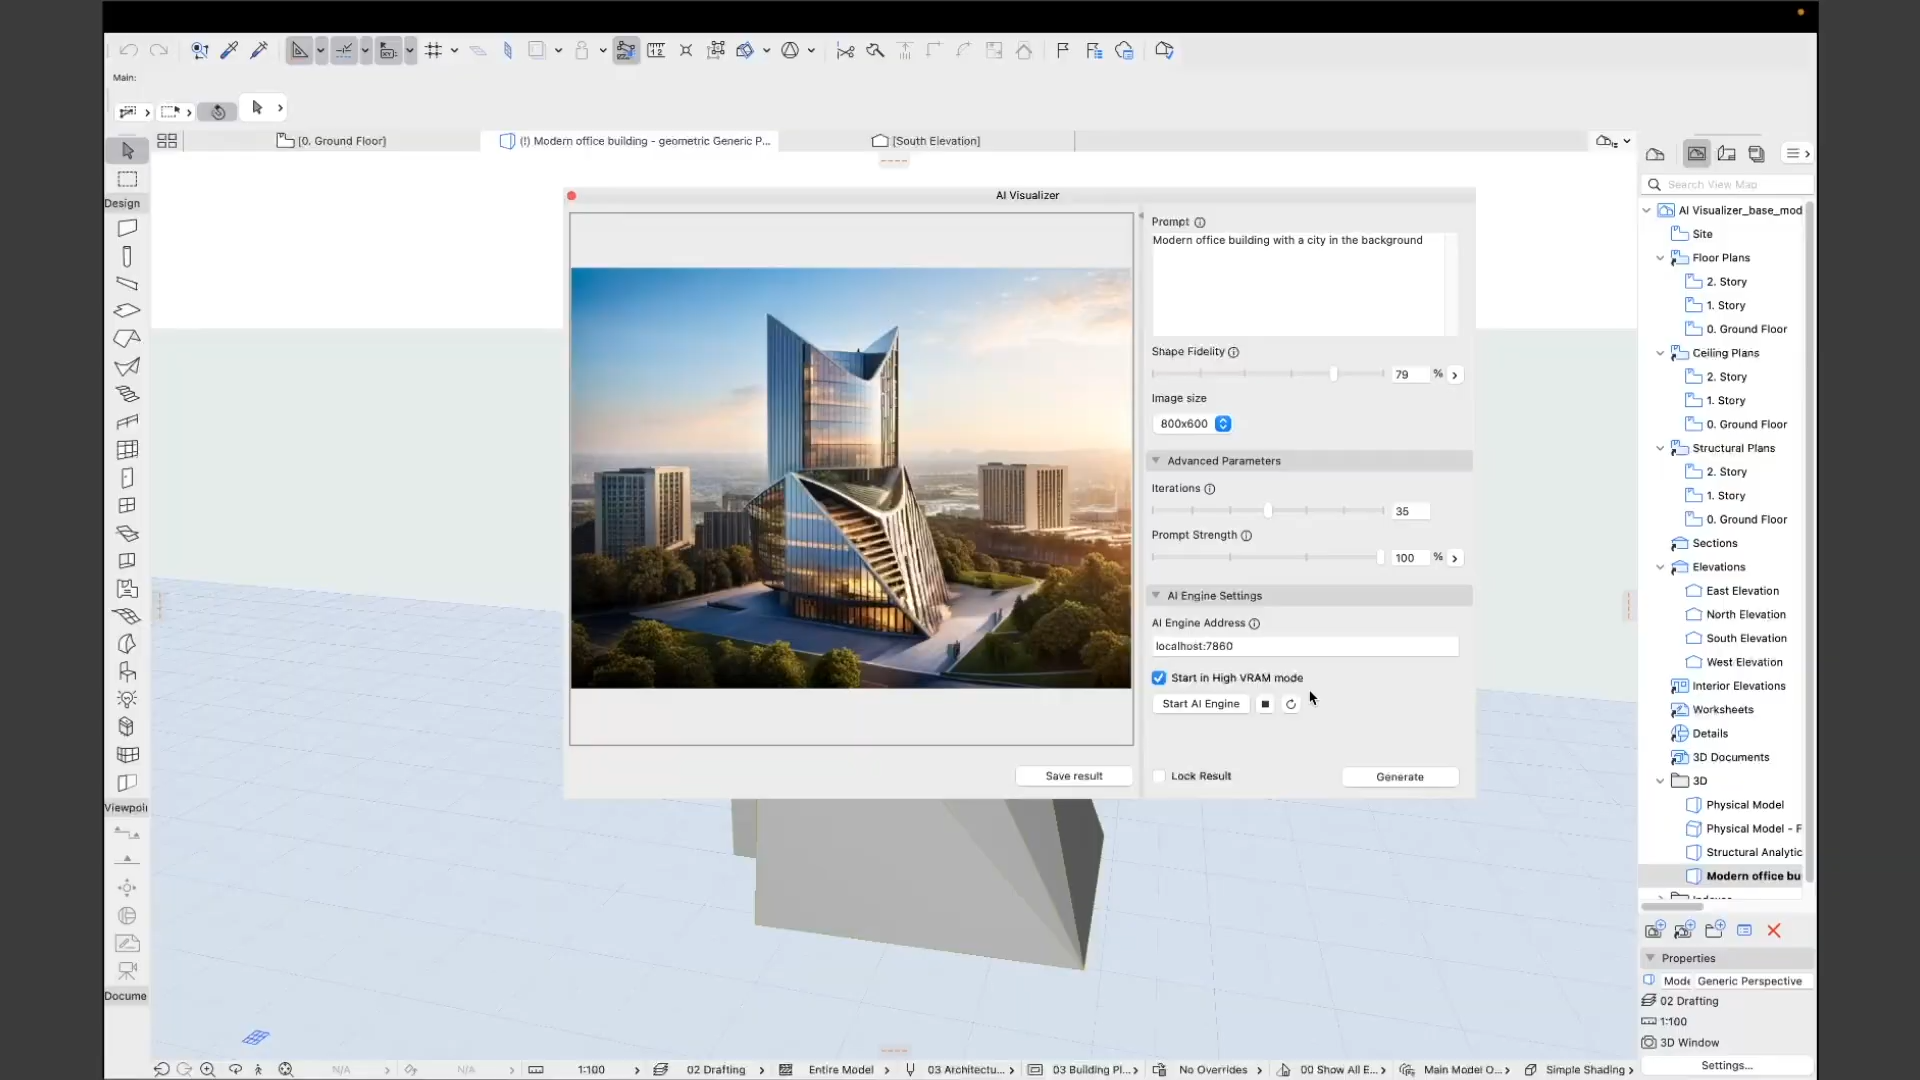 Main:
[0. Ground Floor]
(!) Modern office building - geometric Generic P...
[South Elevation]
Design
Viewpoi
Docume
AI Visualizer
Prompt
Modern office building with a city in the background
Shape Fidelity
79 %
Image size
800x600
Advanced Parameters
Iterations
35
Prompt Strength
100 %
AI Engine Settings
AI Engine Address
localhost:7860
Start in High VRAM mode
Start AI Engine
Save result
Lock Result
Generate
Search View Map
AI Visualizer_base_mod
Site
Floor Plans
2. Story
1. Story
0. Ground Floor
Ceiling Plans
2. Story
1. Story
0. Ground Floor
Structural Plans
2. Story
1. Story
0. Ground Floor
Sections
Elevations
East Elevation
North Elevation
South Elevation
West Elevation
Interior Elevations
Worksheets
Details
3D Documents
3D
Physical Model
Physical Model - F
Structural Analytic
Modern office bu
Properties
Mode Generic Perspective
02 Drafting
1:100
3D Window
Settings...
N/A
N/A
1:100
02 Drafting
Entire Model
03 Architectu...
03 Building Pl...
No Overrides
00 Show All E...
Main Model O...
Simple Shading